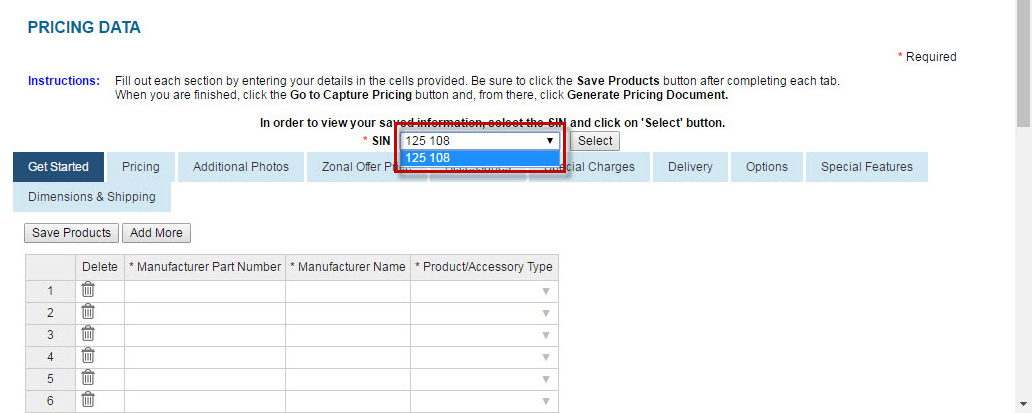 PRICING DATA
* Required
Instructions: Fill out each section by entering your details in the cells provided. Be sure to click the Save Products button after completing each tab.
When you are finished, click the Go to Capture Pricing button and, from there, click Generate Pricing Document.
In order to view your saved information, select the SIN and click on 'Select' button.
* SIN 125 108 Select
125 108
Get Started Pricing Additional Photos Zonal Offer Charges Delivery Options Special Features
Dimensions & Shipping
Save Products Add More
Delete * Manufacturer Part Number * Manufacturer Name * Product/Accessory Type
1
2
3
4
5
6